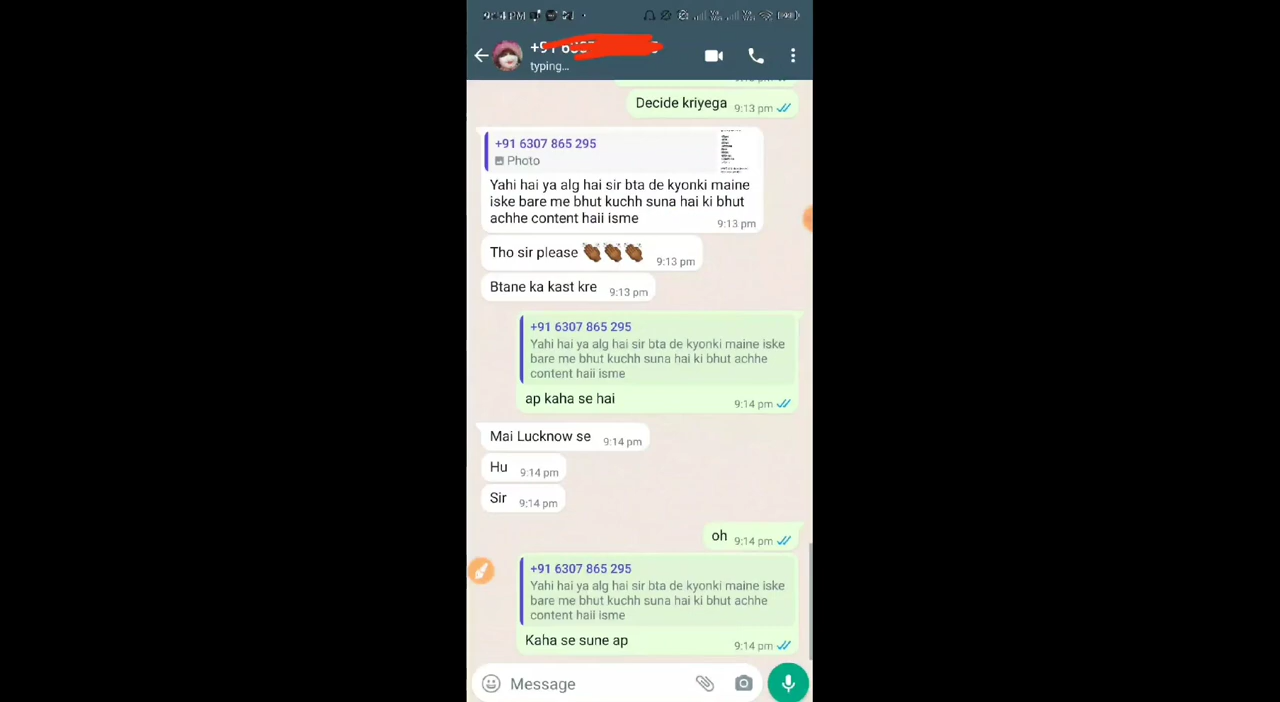 typing...
Decide kriyega 9:13 pm
+91 6307 865 295
Photo
Yahi hai ya alg hai sir bta de kyonki maine
iske bare me bhut kuchh suna hai ki bhut
achhe content haii isme 9:13 pm
Tho sir please 9:13 pm
Btane ka kast kre 9:13 pm
+91 6307 865 295
Yahi hai ya alg hai sir bta de kyonki maine iske
bare me bhut kuchh suna hai ki bhut achhe
content haii isme
ap kaha se hai 9:14 pm
Mai Lucknow se 9:14 pm
Hu 9:14 pm
Sir 9:14 pm
oh 9:14 pm
+91 6307 865 295
Yahi hai ya alg hai sir bta de kyonki maine iske
bare me bhut kuchh suna hai ki bhut achhe
content haii isme
Kaha se sune ap 9:14 pm
Message